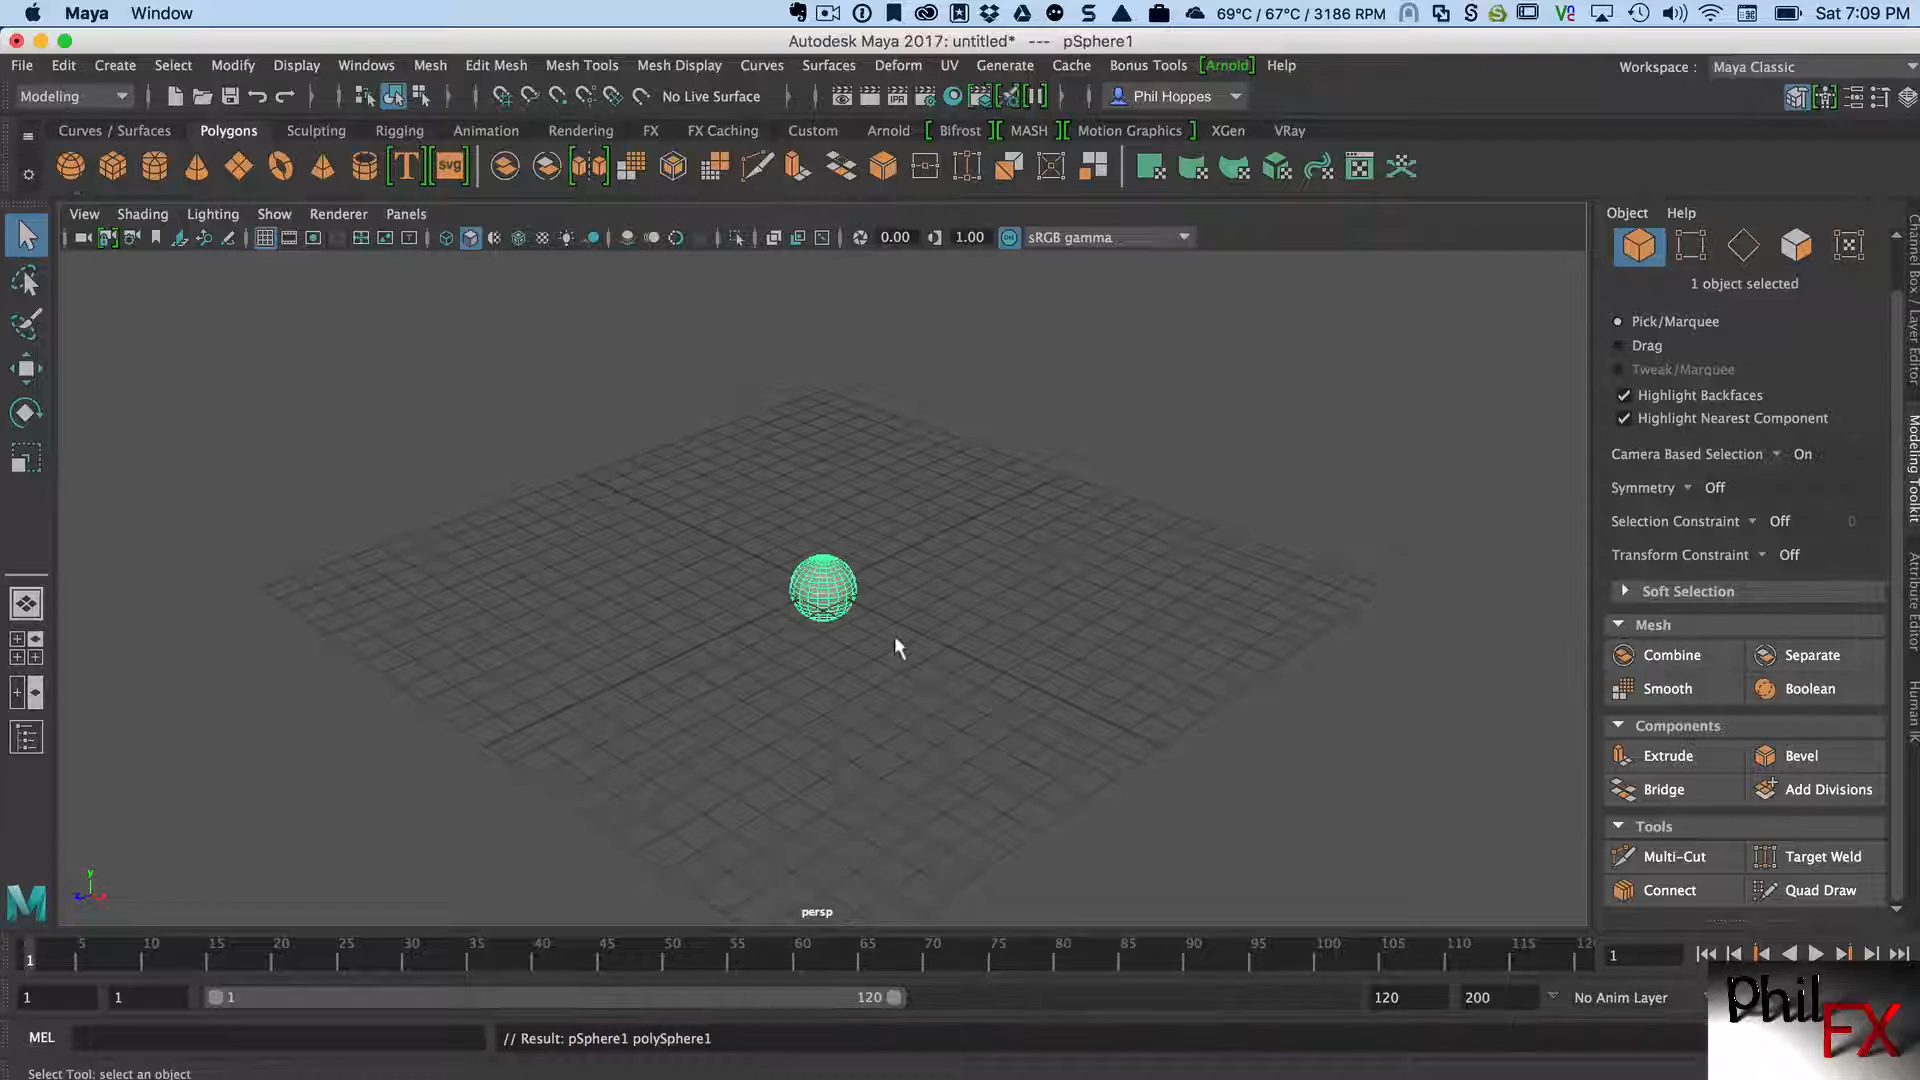 Maya Window 69°C / 67°C / 3186 RPM Sat 7:09 PM
Autodesk Maya 2017: untitled* --- pSphere1
File Edit Create Select Modify Display Windows Mesh Edit Mesh Mesh Tools Mesh Display Curves Surfaces Deform UV Generate Cache Bonus Tools [Arnold] Help Workspace : Maya Classic
Modeling No Live Surface IPR Phil Hoppes
Curves / Surfaces Polygons Sculpting Rigging Animation Rendering FX FX Caching Custom Arnold Bifrost MASH Motion Graphics XGen VRay
T svg
View Shading Lighting Show Renderer Panels
0.00 1.00 ON sRGB gamma
Object Help
1 object selected
Pick/Marquee
Drag
Tweak/Marquee
Highlight Backfaces
Highlight Nearest Component
Camera Based Selection On
Symmetry Off
Selection Constraint Off 0
Transform Constraint Off
Soft Selection
Mesh
Combine Separate
Smooth Boolean
Components
Extrude Bevel
Bridge Add Divisions
Tools
Multi-Cut Target Weld
Connect Quad Draw
Channel Box / Layer Editor
Modeling Toolkit
Attribute Editor
Human IK
y
persp
5 10 15 20 25 30 35 40 45 50 55 60 65 70 75 80 85 90 95 100 105 110 115
1 1
1 1 1 120 120 200 No Anim Layer
MEL // Result: pSphere1 polySphere1
Select Tool: select an object
Phil
FX